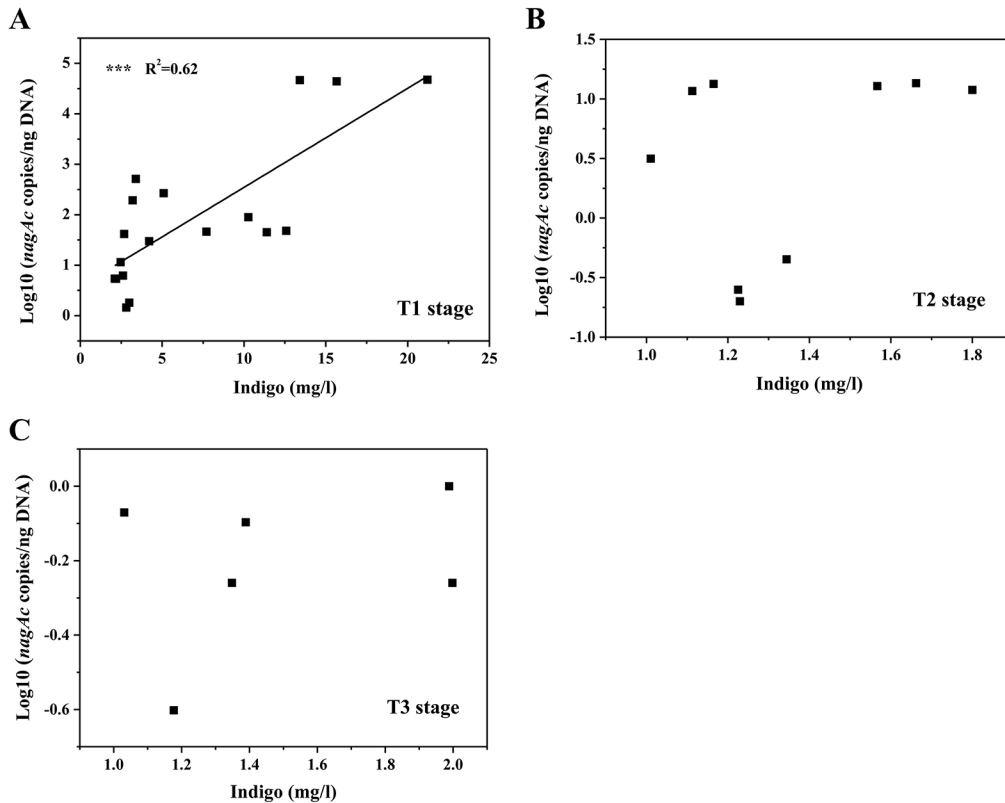 A
*** R²=0.62
5
4
3
2
1
0
Log10 (nagAc copies/ng DNA)
T1 stage
0 5 10 15 20 25
Indigo (mg/l)
B
1.5
1.0
0.5
0.0
-0.5
-1.0
Log10 (nagAc copies/ng DNA)
T2 stage
1.0 1.2 1.4 1.6 1.8
Indigo (mg/l)
C
0.0
-0.2
-0.4
-0.6
Log10 (nagAc copies/ng DNA)
T3 stage
1.0 1.2 1.4 1.6 1.8 2.0
Indigo (mg/l)